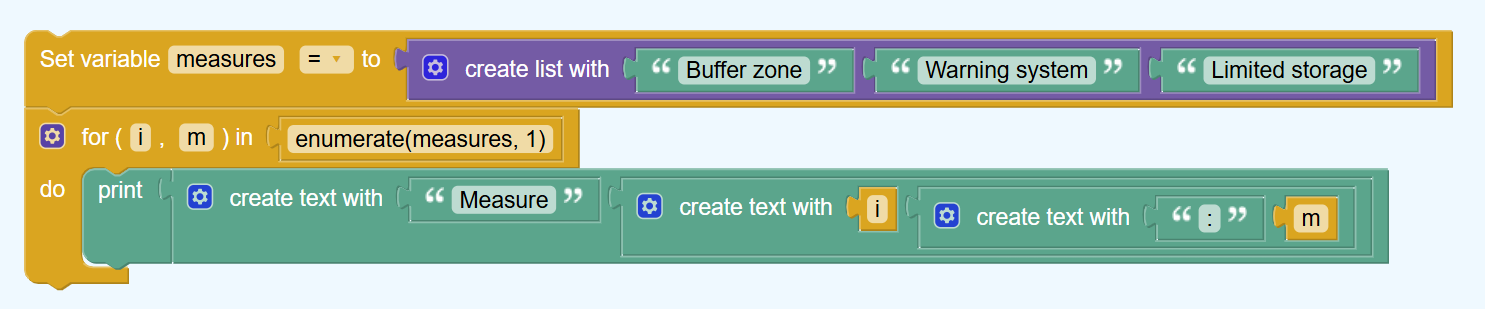 Set variable measures = to create list with “ Buffer zone ” “ Warning system ” “ Limited storage ”
for ( i , m ) in enumerate(measures, 1)
do print create text with “ Measure ” create text with i create text with “ : ” m